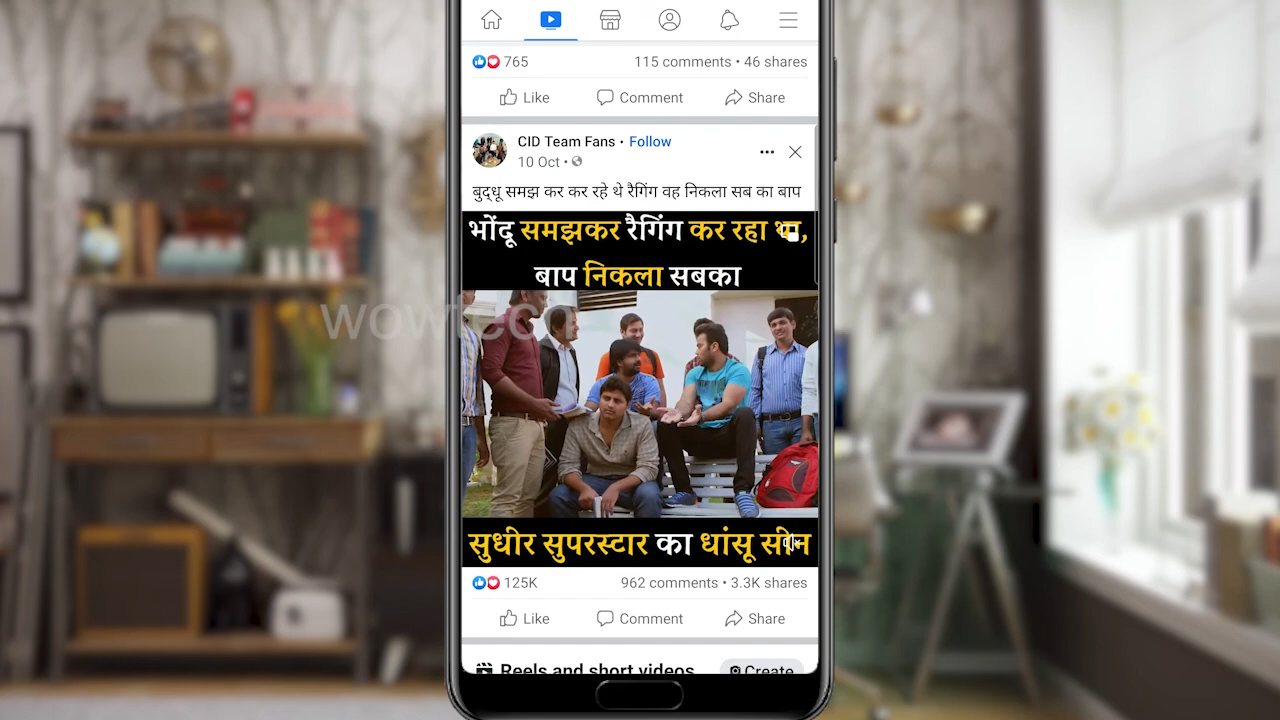 765
115 comments • 46 shares
Like
Comment
Share
CID Team Fans • Follow
10 Oct •
बुद्धू समझ कर कर रहे थे रैगिंग वह निकला सब का बाप
भोंदू समझकर रैगिंग कर रहा था,
बाप निकला सबका
सुधीर सुपरस्टार का धांसू सीन
125K
962 comments • 3.3K shares
Like
Comment
Share
Reels and short videos
Create